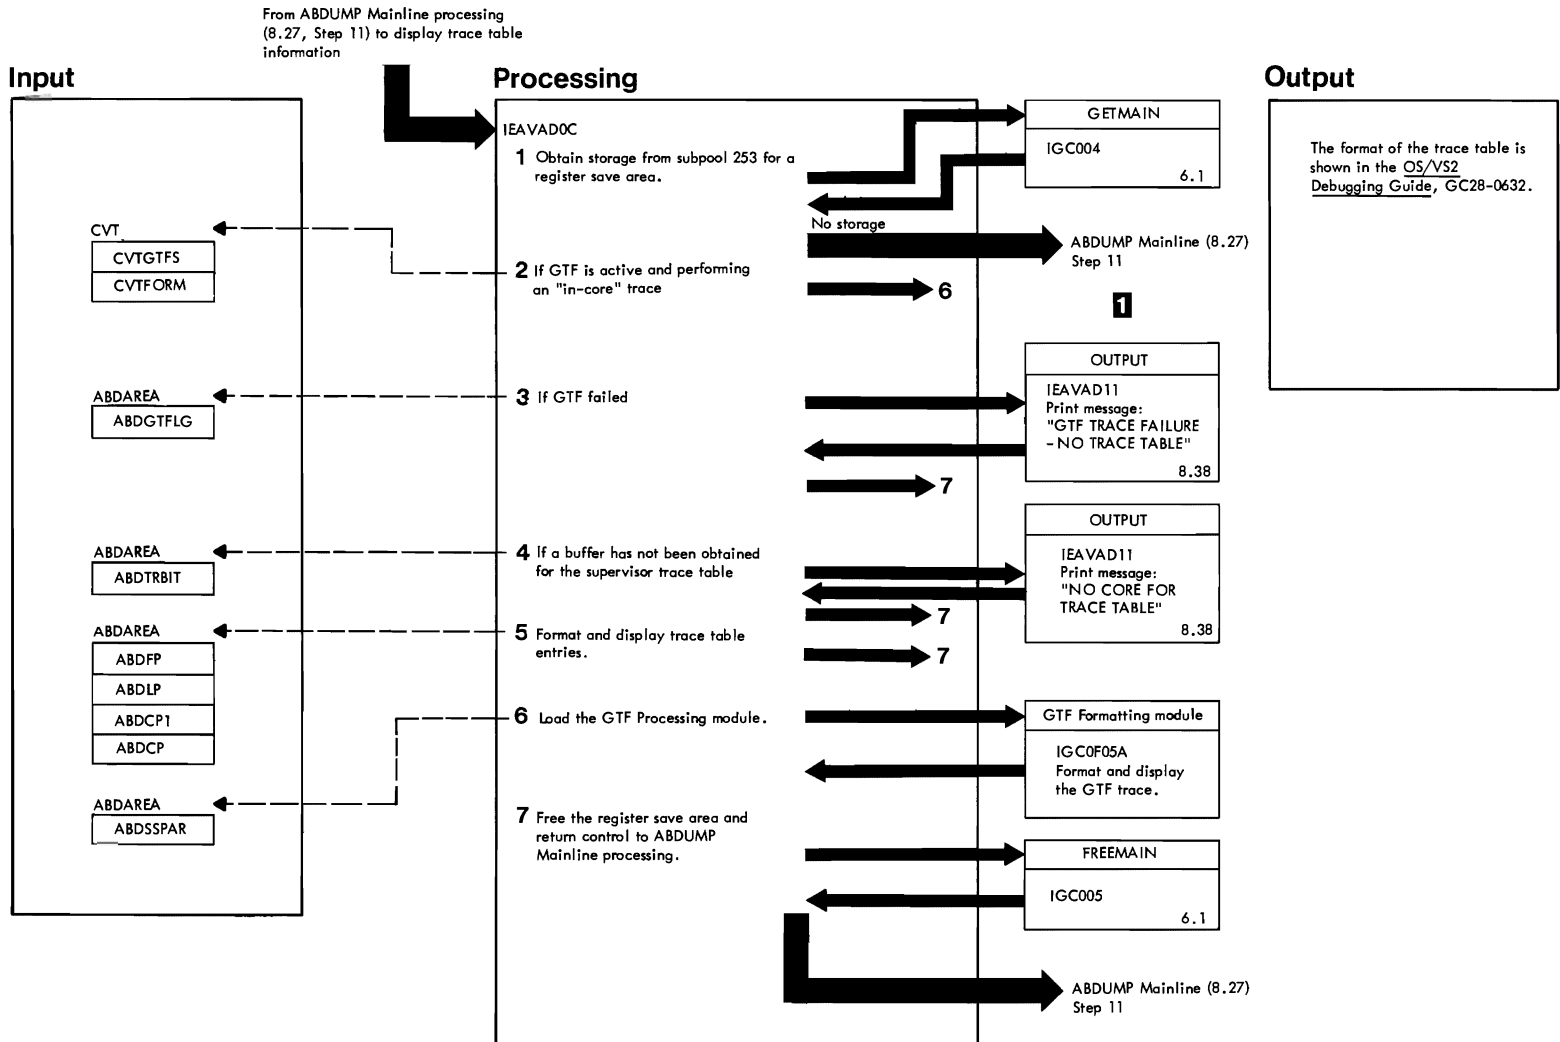 From ABDUMP Mainline processing
(8.27, Step 11) to display trace table
information
Input
Processing
Output
IEAVAD0C
1 Obtain storage from subpool 253 for a
register save area.
GETMAIN
IGC004
6.1
The format of the trace table is
shown in the OS/VS2
Debugging Guide, GC28-0632.
No storage
ABDUMP Mainline (8.27)
Step 11
CVT
CVTGTFS
CVTFORM
2 If GTF is active and performing
an "in-core" trace
6
1
ABDAREA
ABDGTFLG
3 If GTF failed
OUTPUT
IEAVAD11
Print message:
"GTF TRACE FAILURE
- NO TRACE TABLE"
8.38
7
ABDAREA
ABDTRBIT
4 If a buffer has not been obtained
for the supervisor trace table
OUTPUT
IEAVAD11
Print message:
"NO CORE FOR
TRACE TABLE"
8.38
7
ABDAREA
ABDFP
ABDLP
ABDCP1
ABDCP
5 Format and display trace table
entries.
7
6 Load the GTF Processing module.
GTF Formatting module
IGC0F05A
Format and display
the GTF trace.
ABDAREA
ABDSSPAR
7 Free the register save area and
return control to ABDUMP
Mainline processing.
FREEMAIN
IGC005
6.1
ABDUMP Mainline (8.27)
Step 11